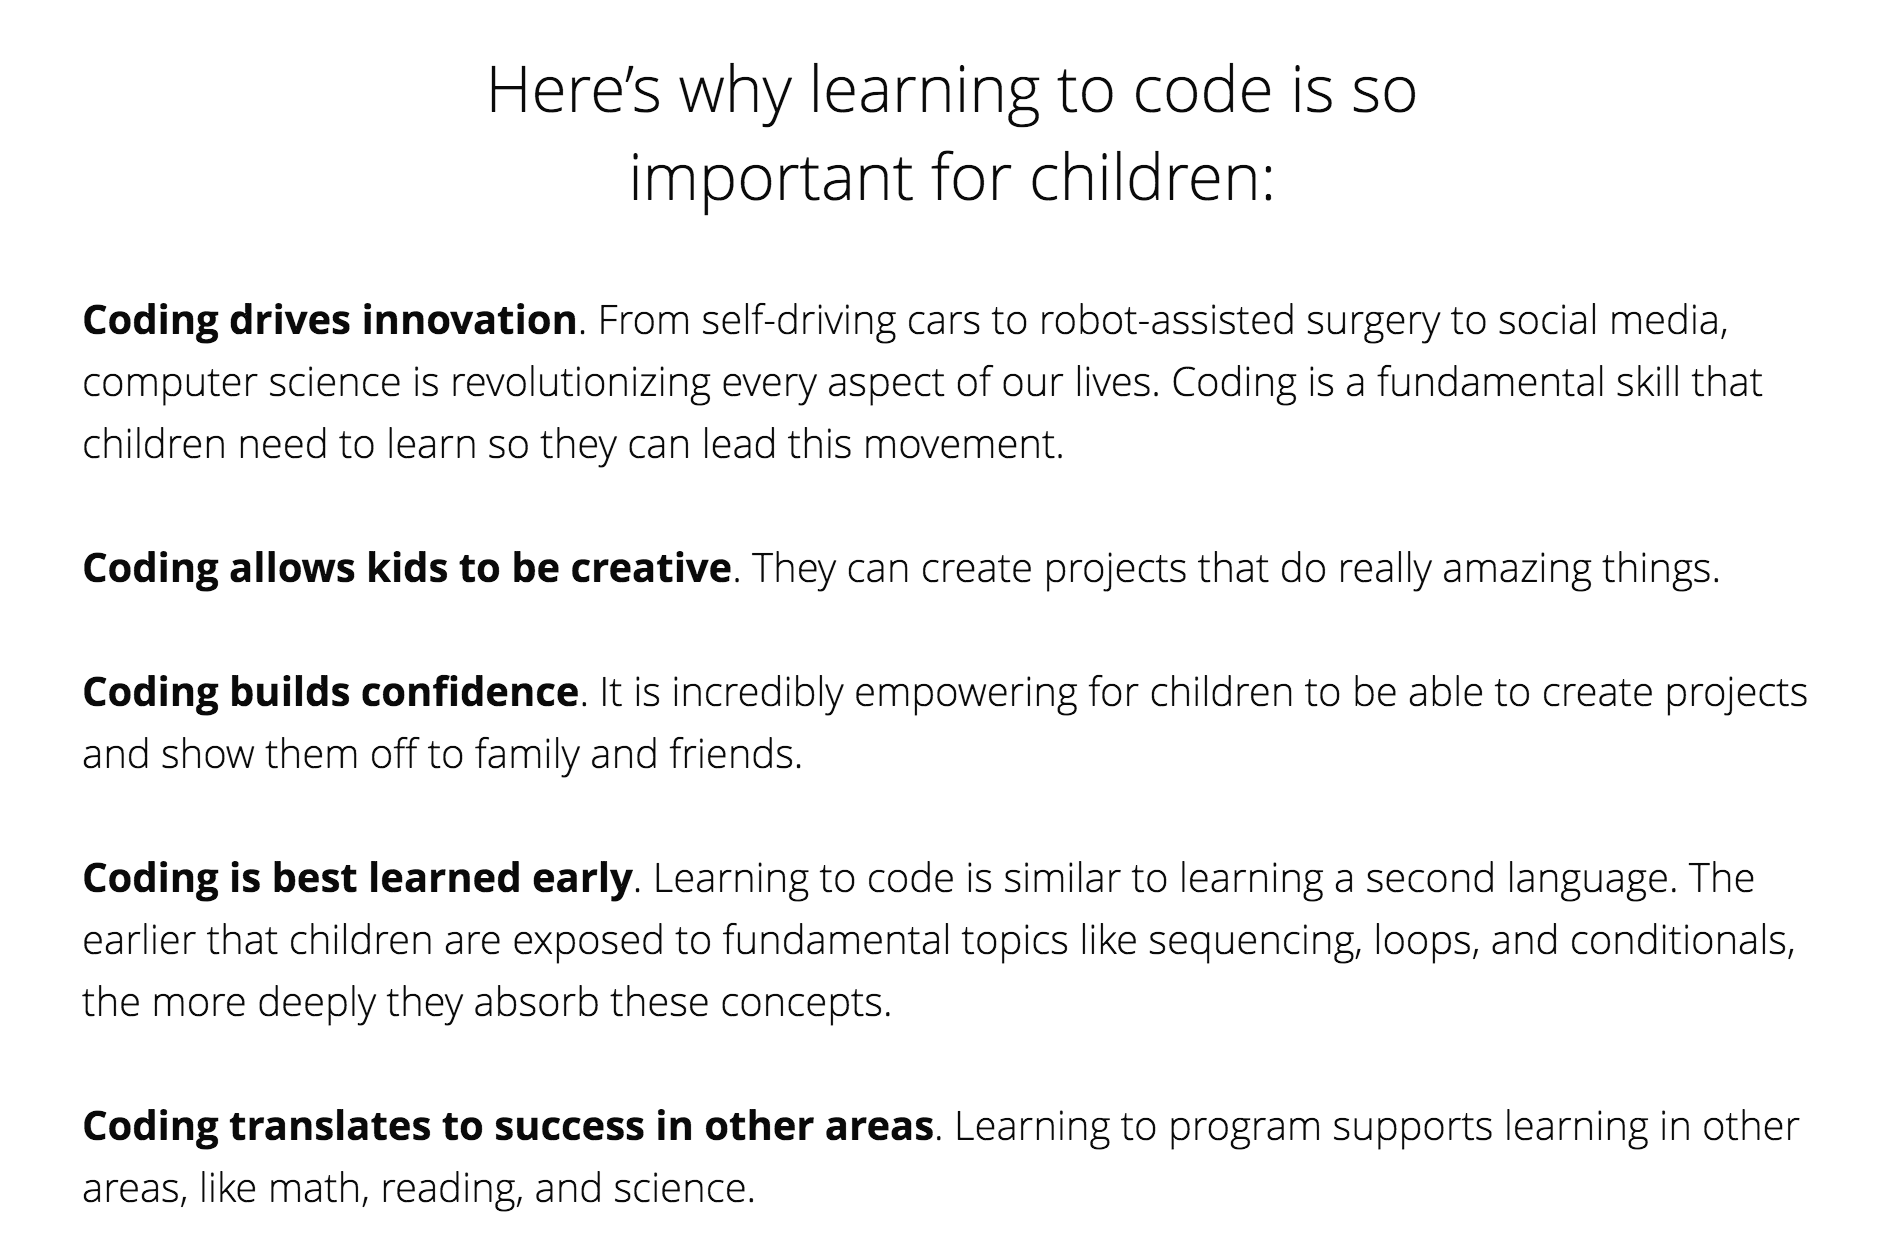 Here’s why learning to code is so
important for children:
Coding drives innovation. From self-driving cars to robot-assisted surgery to social media,
computer science is revolutionizing every aspect of our lives. Coding is a fundamental skill that
children need to learn so they can lead this movement.
Coding allows kids to be creative. They can create projects that do really amazing things.
Coding builds confidence. It is incredibly empowering for children to be able to create projects
and show them off to family and friends.
Coding is best learned early. Learning to code is similar to learning a second language. The
earlier that children are exposed to fundamental topics like sequencing, loops, and conditionals,
the more deeply they absorb these concepts.
Coding translates to success in other areas. Learning to program supports learning in other
areas, like math, reading, and science.